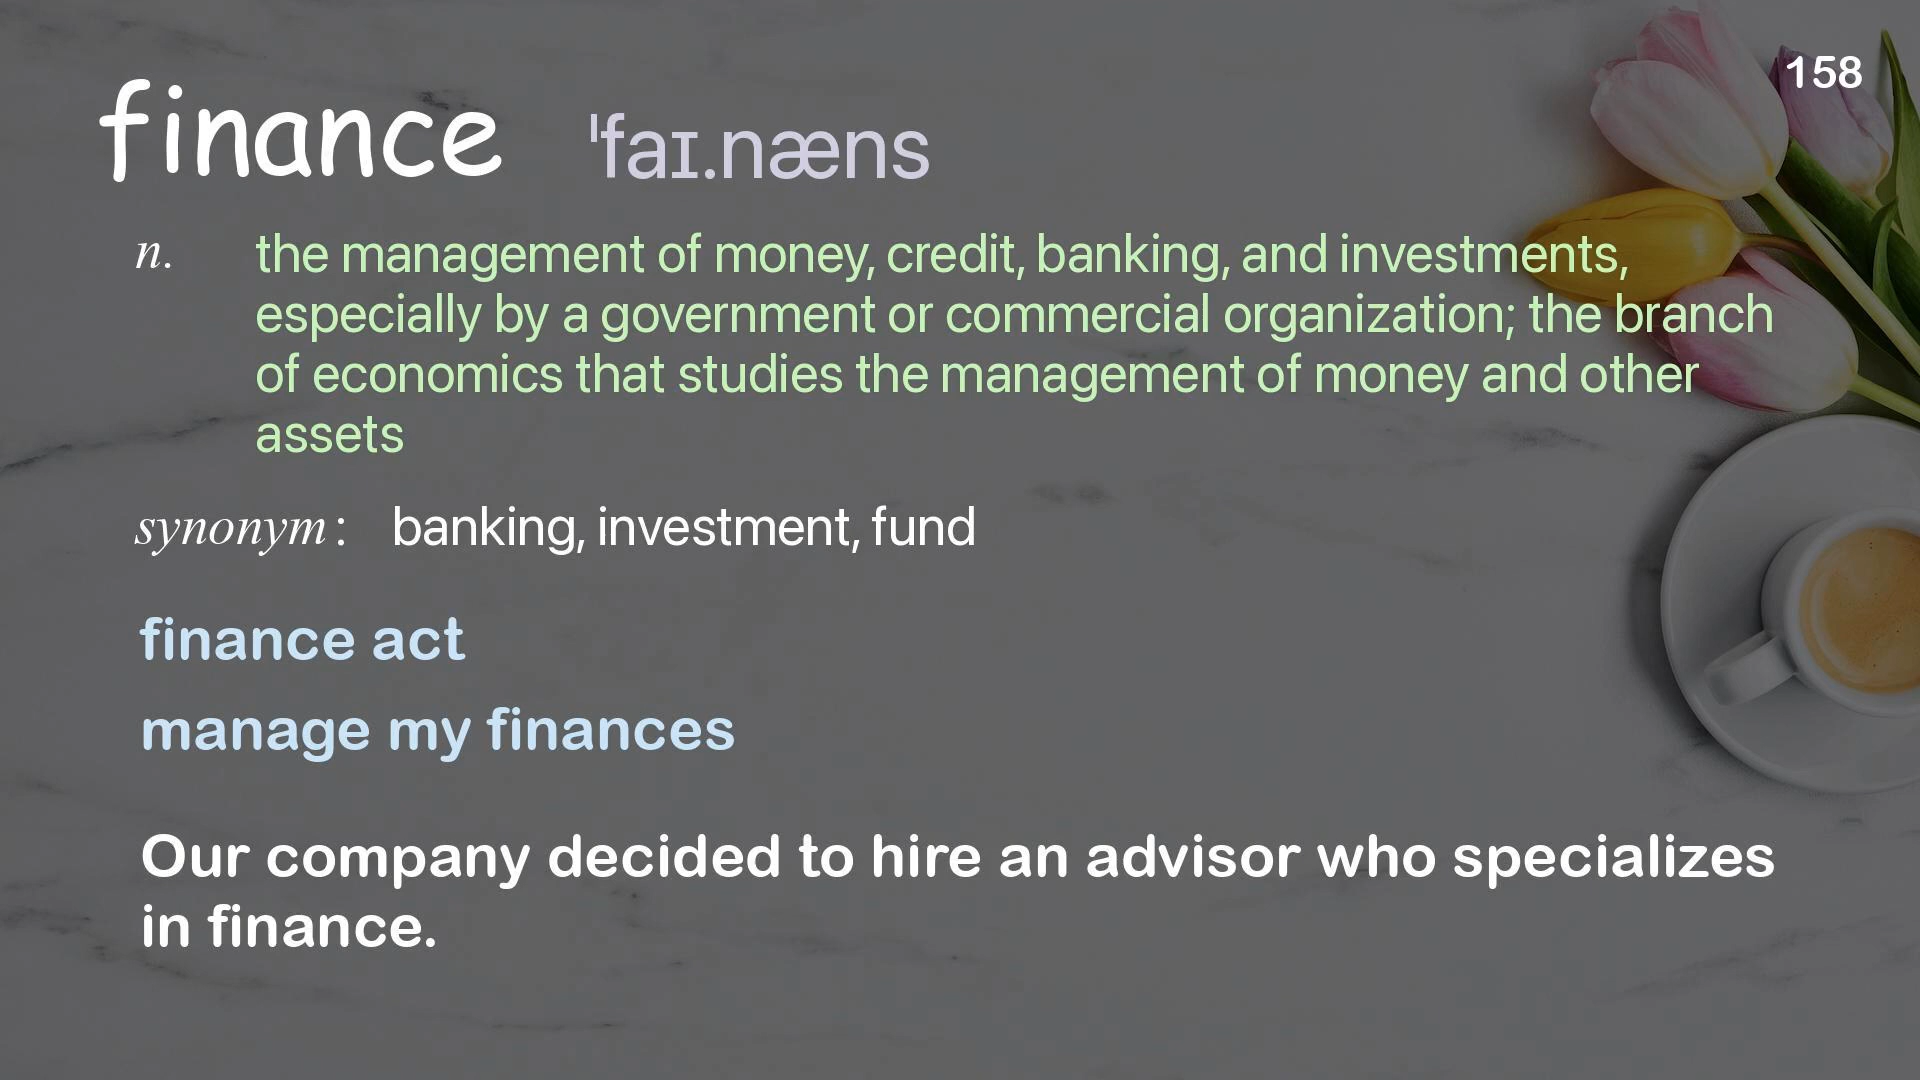 158
finance ˈfaɪ.næns
n. the management of money, credit, banking, and investments,
especially by a government or commercial organization; the branch
of economics that studies the management of money and other
assets
synonym: banking, investment, fund
finance act
manage my finances
Our company decided to hire an advisor who specializes
in finance.